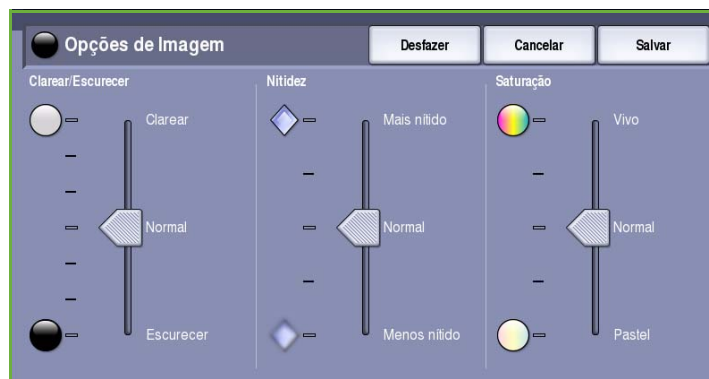 Opções de Imagem
Desfazer
Cancelar
Salvar
Clarear/Escurecer
Nitidez
Saturação
Clarear
Mais nítido
Vivo
Normal
Normal
Normal
Escurecer
Menos nítido
Pastel